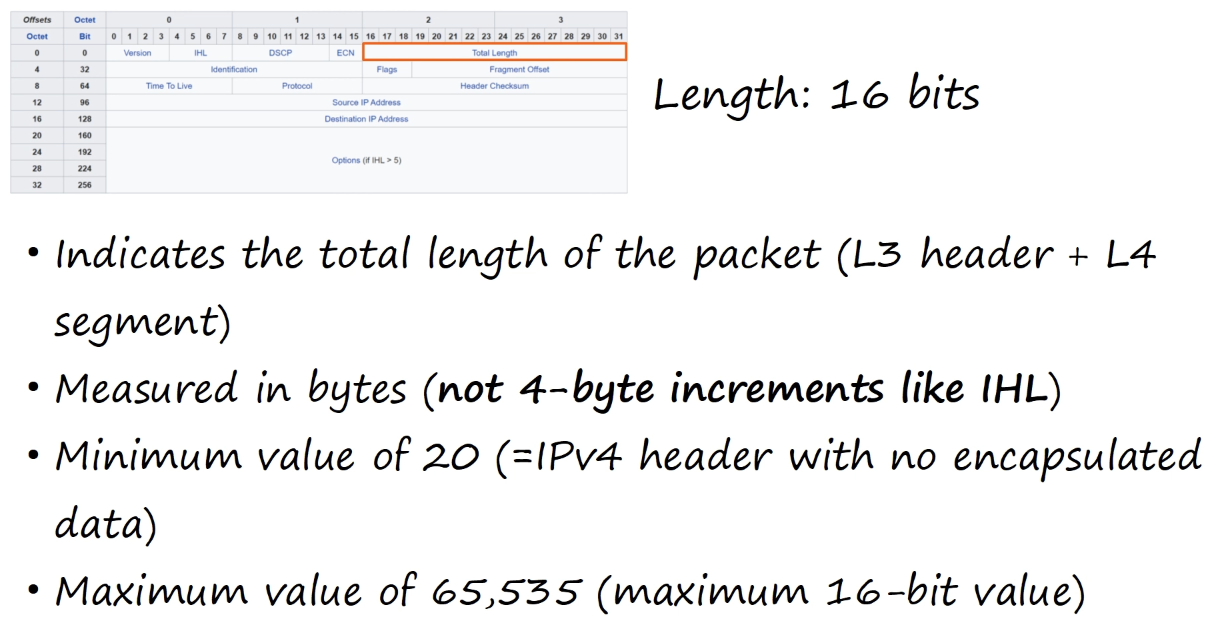 Offsets Octet 0 1 2 3
Octet Bit 0 1 2 3 4 5 6 7 8 9 10 11 12 13 14 15 16 17 18 19 20 21 22 23 24 25 26 27 28 29 30 31
0 0 Version IHL DSCP ECN Total Length
4 32 Identification Flags Fragment Offset
8 64 Time To Live Protocol Header Checksum
12 96 Source IP Address
16 128 Destination IP Address
20 160
24 192
Options (if IHL > 5)
28 224
32 256
Length: 16 bits
• Indicates the total length of the packet (L3 header + L4
segment)
• Measured in bytes (not 4-byte increments like IHL)
• Minimum value of 20 (=IPv4 header with no encapsulated
data)
• Maximum value of 65,535 (maximum 16-bit value)